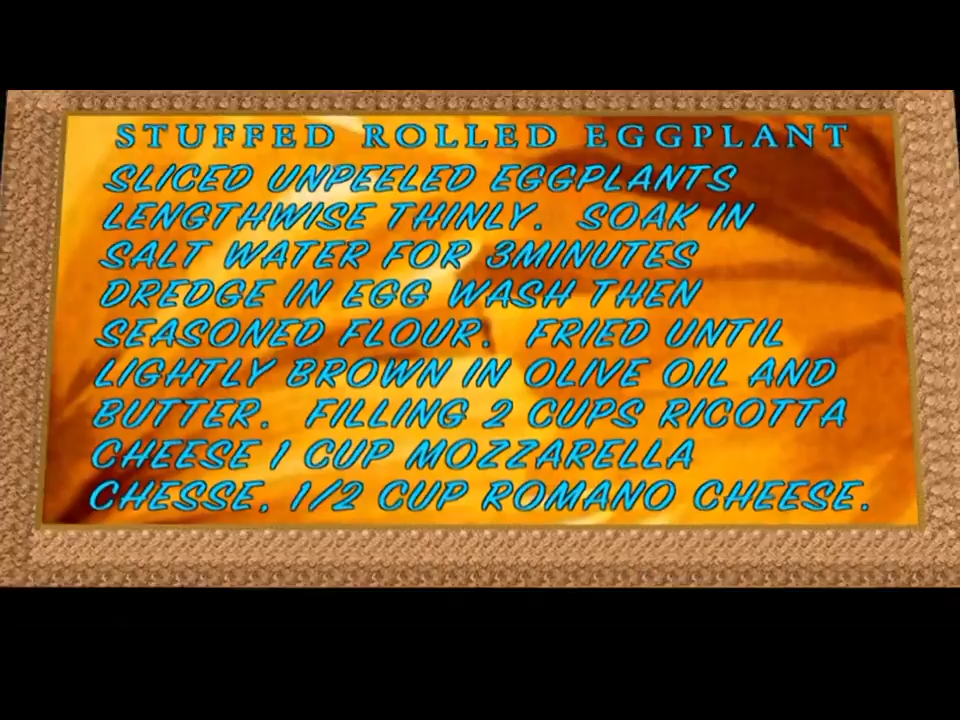 STUFFED ROLLED EGGPLANT
SLICED UNPEELED EGGPLANTS
LENGTHWISE THINLY. SOAK IN
SALT WATER FOR 3MINUTES
DREDGE IN EGG WASH THEN
SEASONED FLOUR. FRIED UNTIL
LIGHTLY BROWN IN OLIVE OIL AND
BUTTER. FILLING 2 CUPS RICOTTA
CHEESE 1 CUP MOZZARELLA
CHESSE, 1/2 CUP ROMANO CHEESE.